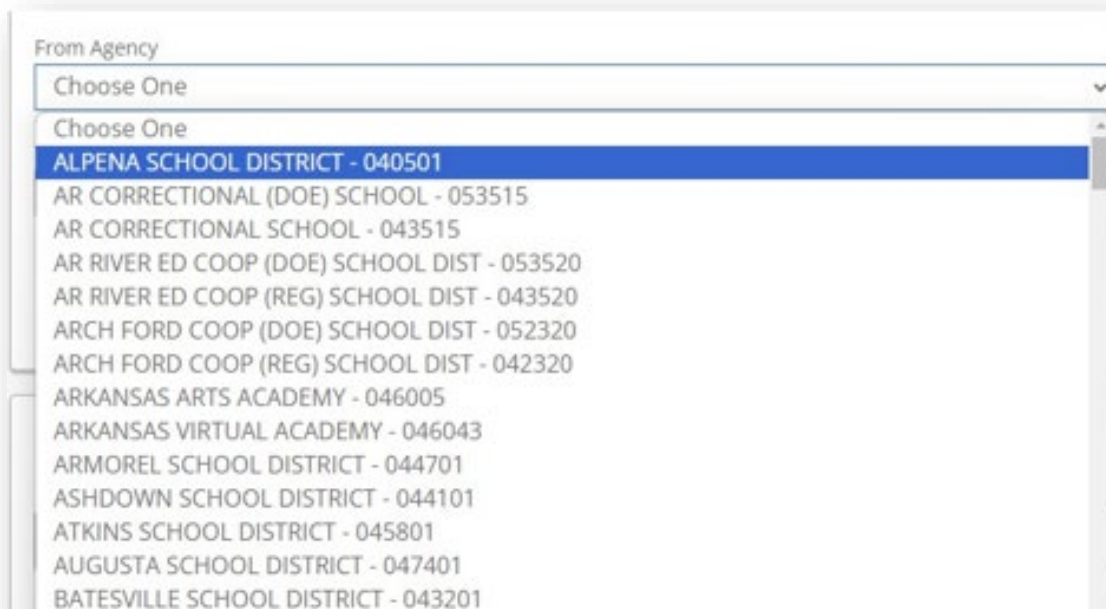 From Agency
Choose One
Choose One
ALPENA SCHOOL DISTRICT - 040501
AR CORRECTIONAL (DOE) SCHOOL - 053515
AR CORRECTIONAL SCHOOL - 043515
AR RIVER ED COOP (DOE) SCHOOL DIST - 053520
AR RIVER ED COOP (REG) SCHOOL DIST - 043520
ARCH FORD COOP (DOE) SCHOOL DIST - 052320
ARCH FORD COOP (REG) SCHOOL DIST - 042320
ARKANSAS ARTS ACADEMY - 046005
ARKANSAS VIRTUAL ACADEMY - 046043
ARMOREL SCHOOL DISTRICT - 044701
ASHDOWN SCHOOL DISTRICT - 044101
ATKINS SCHOOL DISTRICT - 045801
AUGUSTA SCHOOL DISTRICT - 047401
BATESVILLE SCHOOL DISTRICT - 043201